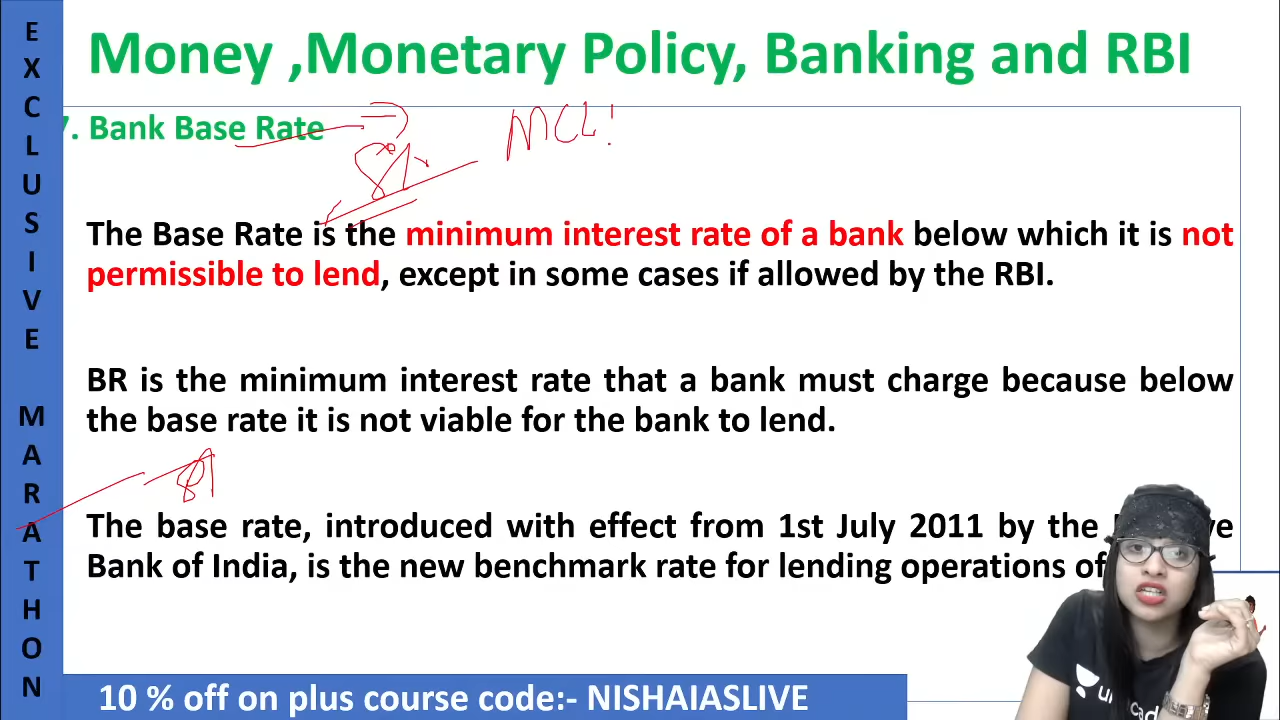 EXCLUSIVE MARATHON
Money ,Monetary Policy, Banking and RBI
7. Bank Base Rate
8%
MCL
The Base Rate is the minimum interest rate of a bank below which it is not
permissible to lend, except in some cases if allowed by the RBI.
BR is the minimum interest rate that a bank must charge because below
the base rate it is not viable for the bank to lend.
The base rate, introduced with effect from 1st July 2011 by the
Bank of India, is the new benchmark rate for lending operations of
10 % off on plus course code:- NISHAIASLIVE